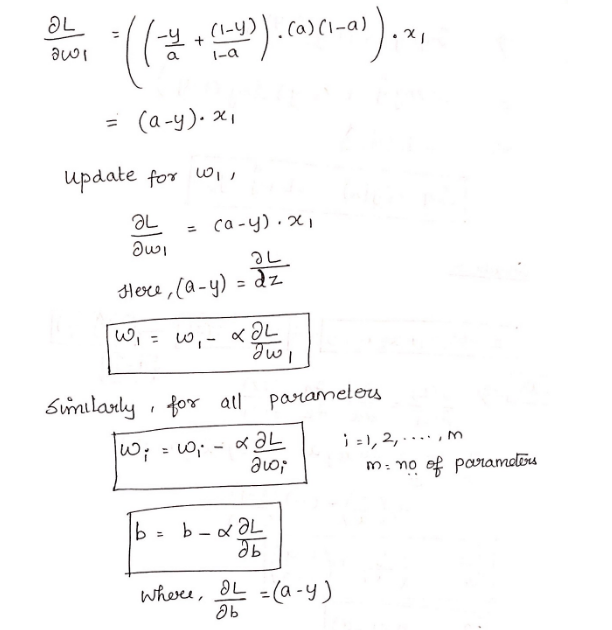 ∂L/∂w₁ = ((-y/a + (1-y)/1-a) . (a)(1-a)) . x₁
= (a-y). x₁
Update for w₁,
∂L/∂w₁ = (a-y) . x₁
Here, (a-y) = ∂L/dz
w₁ = w₁ - α ∂L/∂w₁
Similarly, for all parameters
wᵢ = wᵢ - α ∂L/∂wᵢ i = 1, 2, ...., m
m = no of parameters
b = b - α ∂L/∂b
where, ∂L/∂b = (a-y)